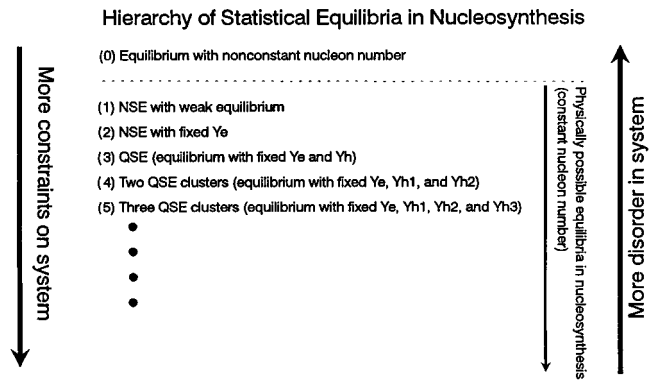 Hierarchy of Statistical Equilibria in Nucleosynthesis
(0) Equilibrium with nonconstant nucleon number
(1) NSE with weak equilibrium
(2) NSE with fixed Ye
(3) QSE (equilibrium with fixed Ye and Yh)
(4) Two QSE clusters (equilibrium with fixed Ye, Yh1, and Yh2)
(5) Three QSE clusters (equilibrium with fixed Ye, Yh1, Yh2, and Yh3)
More constraints on system
Physically possible equilibria in nucleosynthesis
(constant nucleon number)
More disorder in system